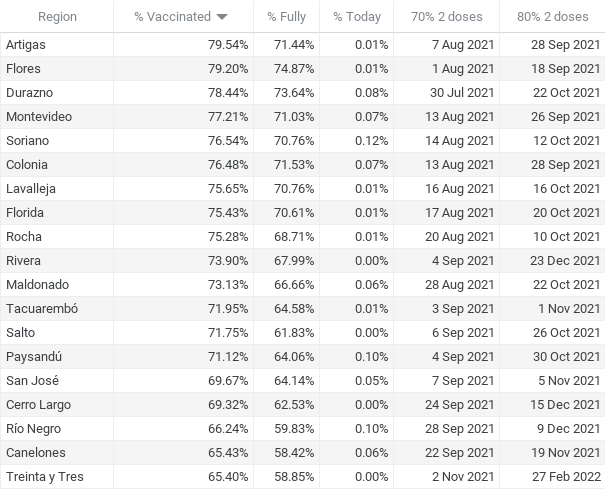 Region % Vaccinated % Fully % Today 70% 2 doses 80% 2 doses
Artigas 79.54% 71.44% 0.01% 7 Aug 2021 28 Sep 2021
Flores 79.20% 74.87% 0.01% 1 Aug 2021 18 Sep 2021
Durazno 78.44% 73.64% 0.08% 30 Jul 2021 22 Oct 2021
Montevideo 77.21% 71.03% 0.07% 13 Aug 2021 26 Sep 2021
Soriano 76.54% 70.76% 0.12% 14 Aug 2021 12 Oct 2021
Colonia 76.48% 71.53% 0.07% 13 Aug 2021 28 Sep 2021
Lavalleja 75.65% 70.76% 0.01% 16 Aug 2021 16 Oct 2021
Florida 75.43% 70.61% 0.01% 17 Aug 2021 20 Oct 2021
Rocha 75.28% 68.71% 0.01% 20 Aug 2021 10 Oct 2021
Rivera 73.90% 67.99% 0.00% 4 Sep 2021 23 Dec 2021
Maldonado 73.13% 66.66% 0.06% 28 Aug 2021 22 Oct 2021
Tacuarembó 71.95% 64.58% 0.01% 3 Sep 2021 1 Nov 2021
Salto 71.75% 61.83% 0.00% 6 Sep 2021 26 Oct 2021
Paysandú 71.12% 64.06% 0.10% 4 Sep 2021 30 Oct 2021
San José 69.67% 64.14% 0.05% 7 Sep 2021 5 Nov 2021
Cerro Largo 69.32% 62.53% 0.00% 24 Sep 2021 15 Dec 2021
Río Negro 66.24% 59.83% 0.10% 28 Sep 2021 9 Dec 2021
Canelones 65.43% 58.42% 0.06% 22 Sep 2021 19 Nov 2021
Treinta y Tres 65.40% 58.85% 0.00% 2 Nov 2021 27 Feb 2022